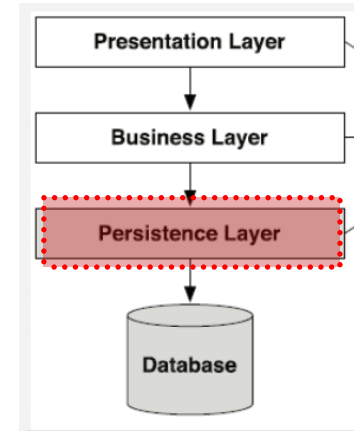 Presentation Layer
Business Layer
Persistence Layer
Database